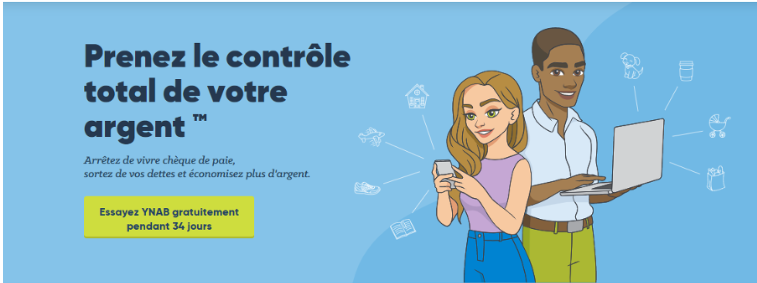 Prenez le contrôle
total de votre
argent ™
Arrêtez de vivre chèque de paie,
sortez de vos dettes et économisez plus d'argent.
Essayez YNAB gratuitement
pendant 34 jours